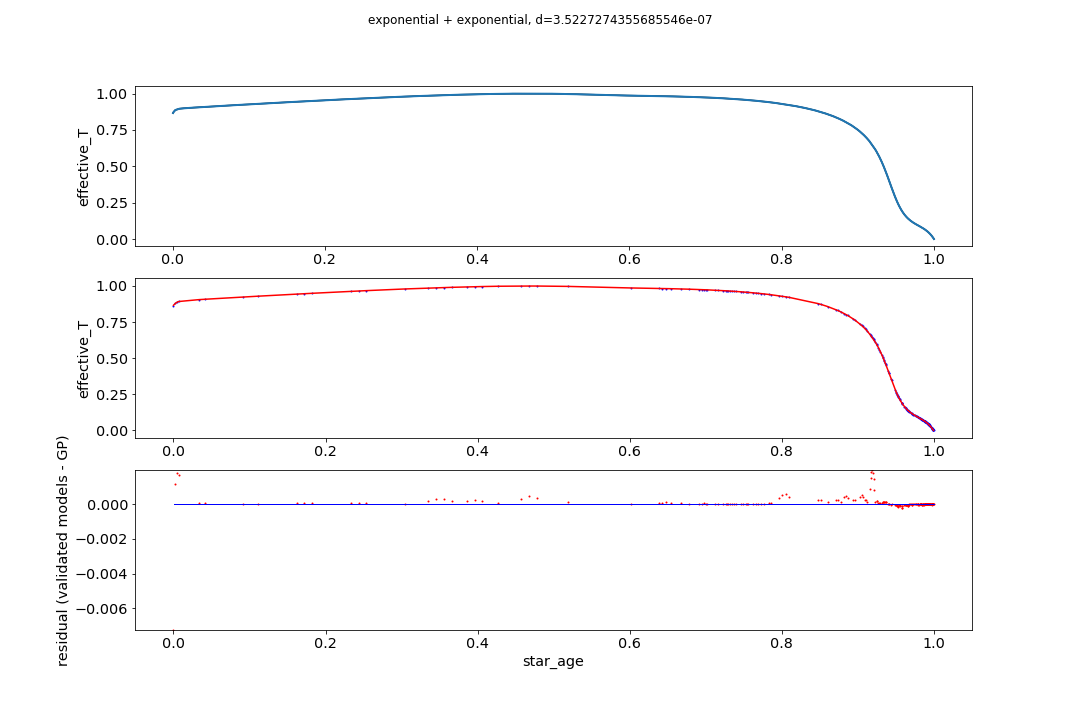 exponential + exponential, d=3.5227274355685546e-07
effective_T
1.00
0.75
0.50
0.25
0.00
0.0 0.2 0.4 0.6 0.8 1.0
effective_T
1.00
0.75
0.50
0.25
0.00
0.0 0.2 0.4 0.6 0.8 1.0
residual (validated models - GP)
0.000
−0.002
−0.004
−0.006
0.0 0.2 0.4 0.6 0.8 1.0
star_age